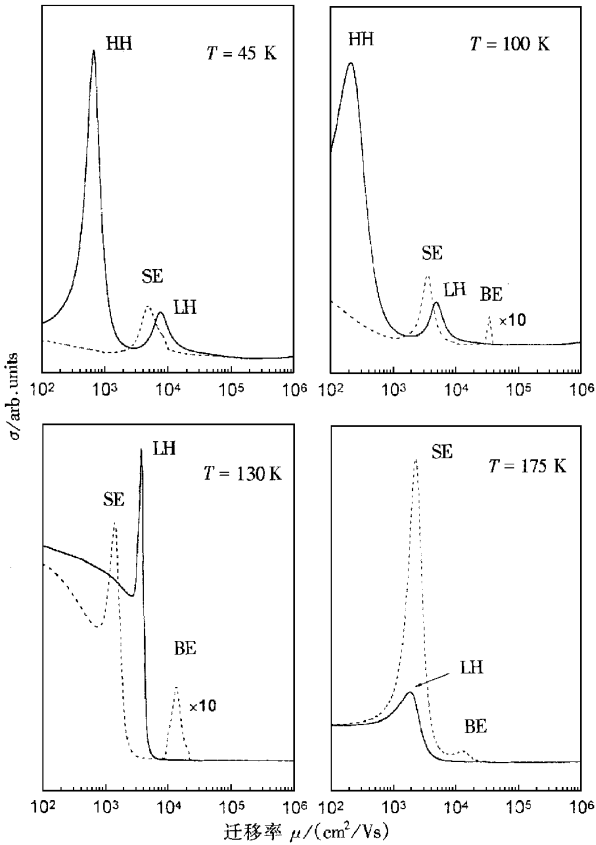 HH
T = 45 K
SE
LH
10² 10³ 10⁴ 10⁵ 10⁶
HH
T = 100 K
SE
LH
BE
×10
10² 10³ 10⁴ 10⁵ 10⁶
σ/arb.units
LH
T = 130 K
SE
BE
×10
10² 10³ 10⁴ 10⁵ 10⁶
SE
T = 175 K
LH
BE
10² 10³ 10⁴ 10⁵ 10⁶
迁移率 μ/(cm²/Vs)